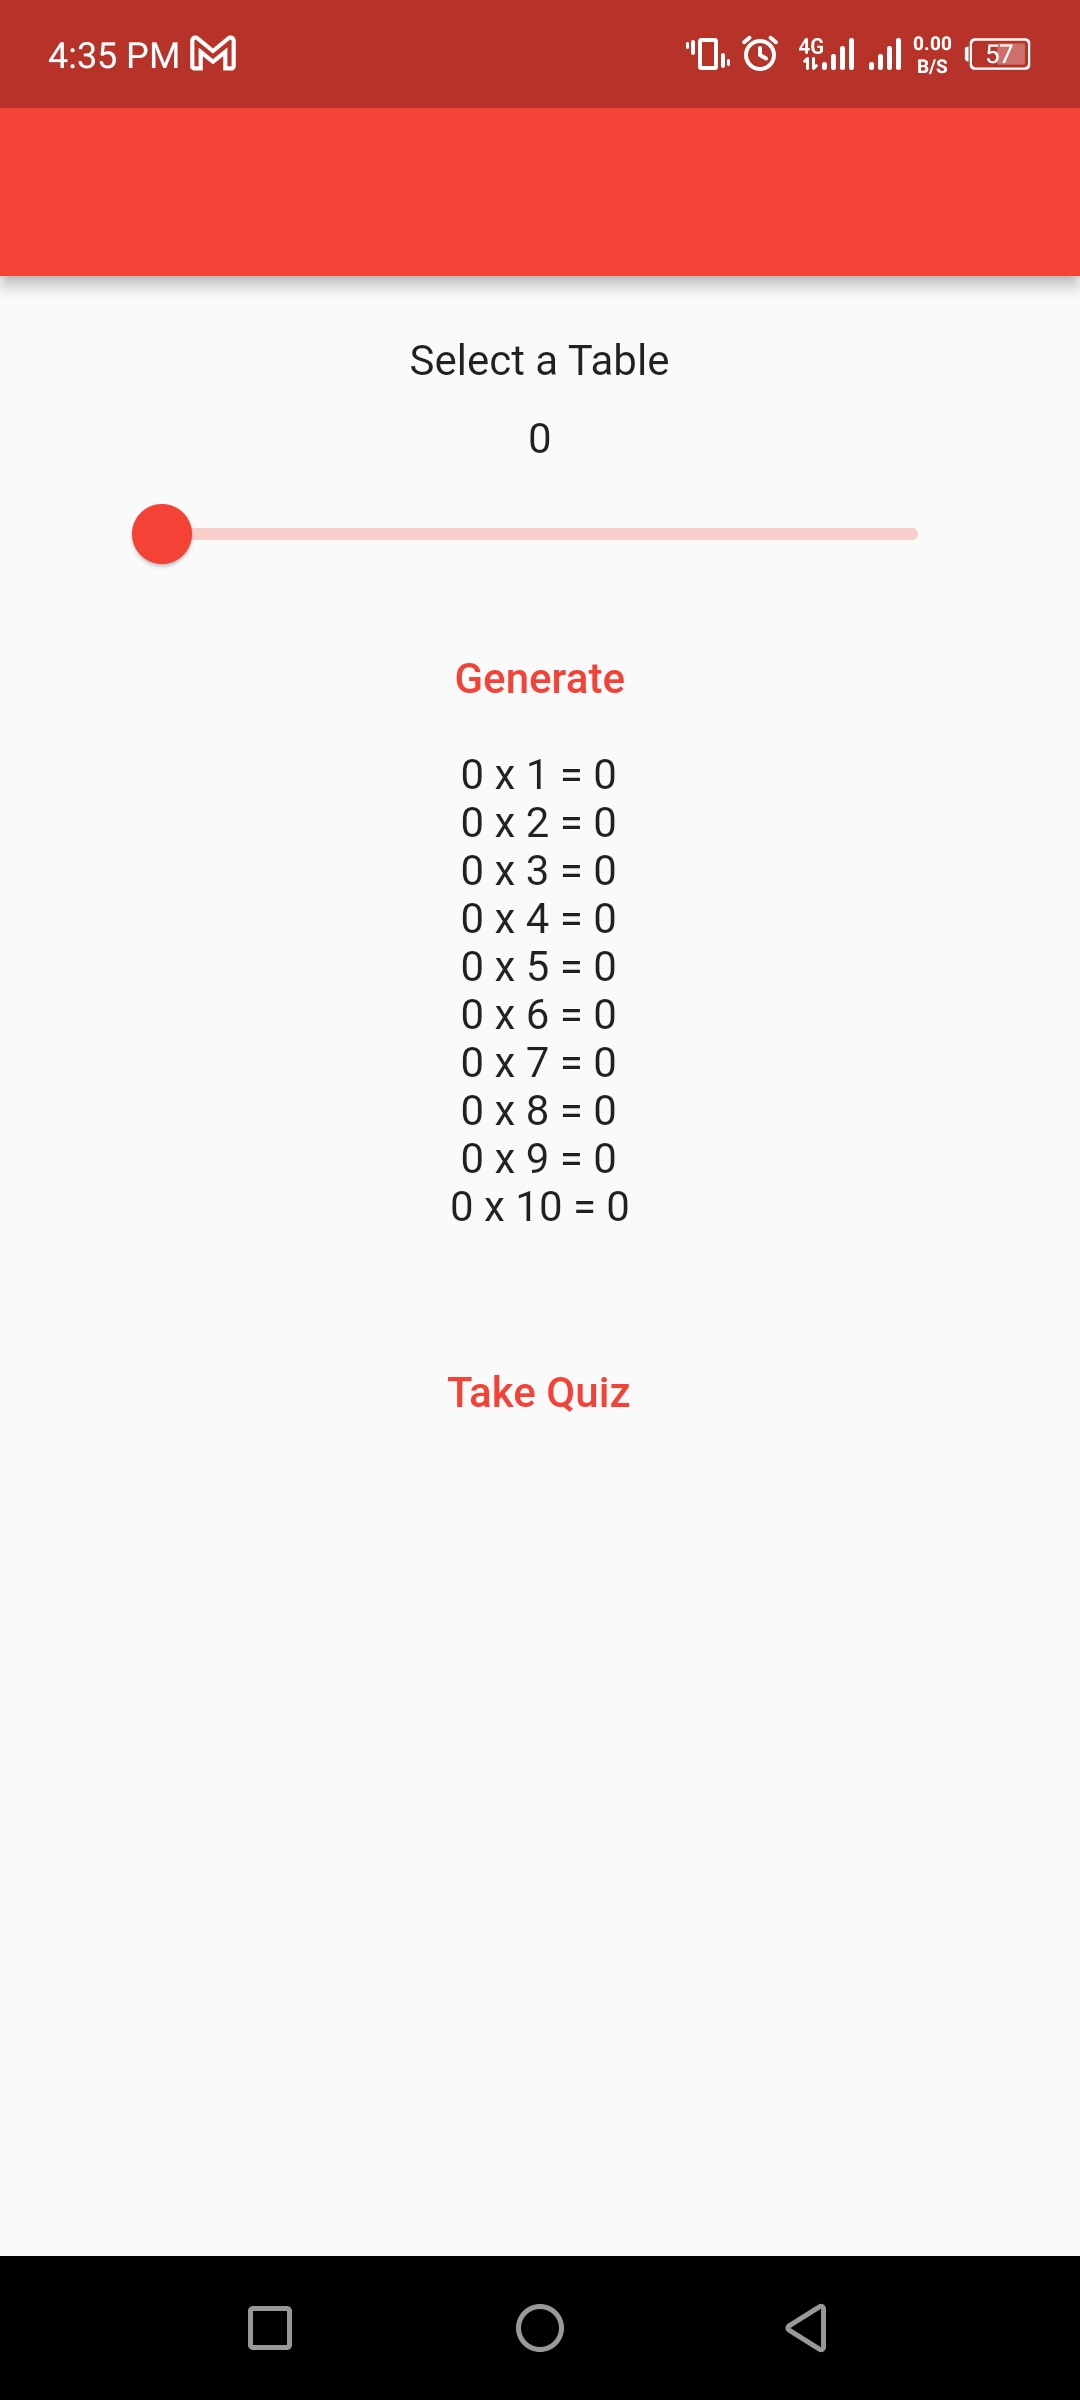 4:35 PM
4G
0.00
B/S
57
Select a Table
0
Generate
0 x 1 = 0
0 x 2 = 0
0 x 3 = 0
0 x 4 = 0
0 x 5 = 0
0 x 6 = 0
0 x 7 = 0
0 x 8 = 0
0 x 9 = 0
0 x 10 = 0
Take Quiz